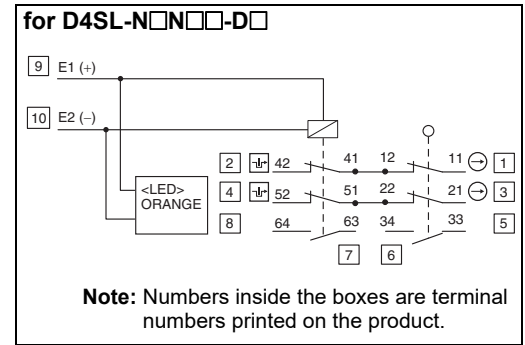 for D4SL-N□N□□-D□
9 E1 (+)
10 E2 (−)
2 42 41 12 11 1
<LED>
ORANGE
4 52 51 22 21 3
8 64 63 34 33 5
7 6
Note: Numbers inside the boxes are terminal
numbers printed on the product.